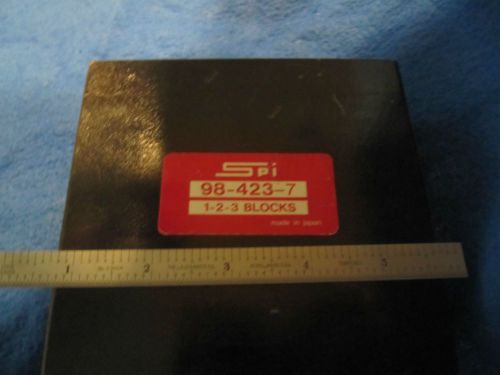 Spi
98-423-7
1-2-3 BLOCKS
made in japan
1 2 3 4 5